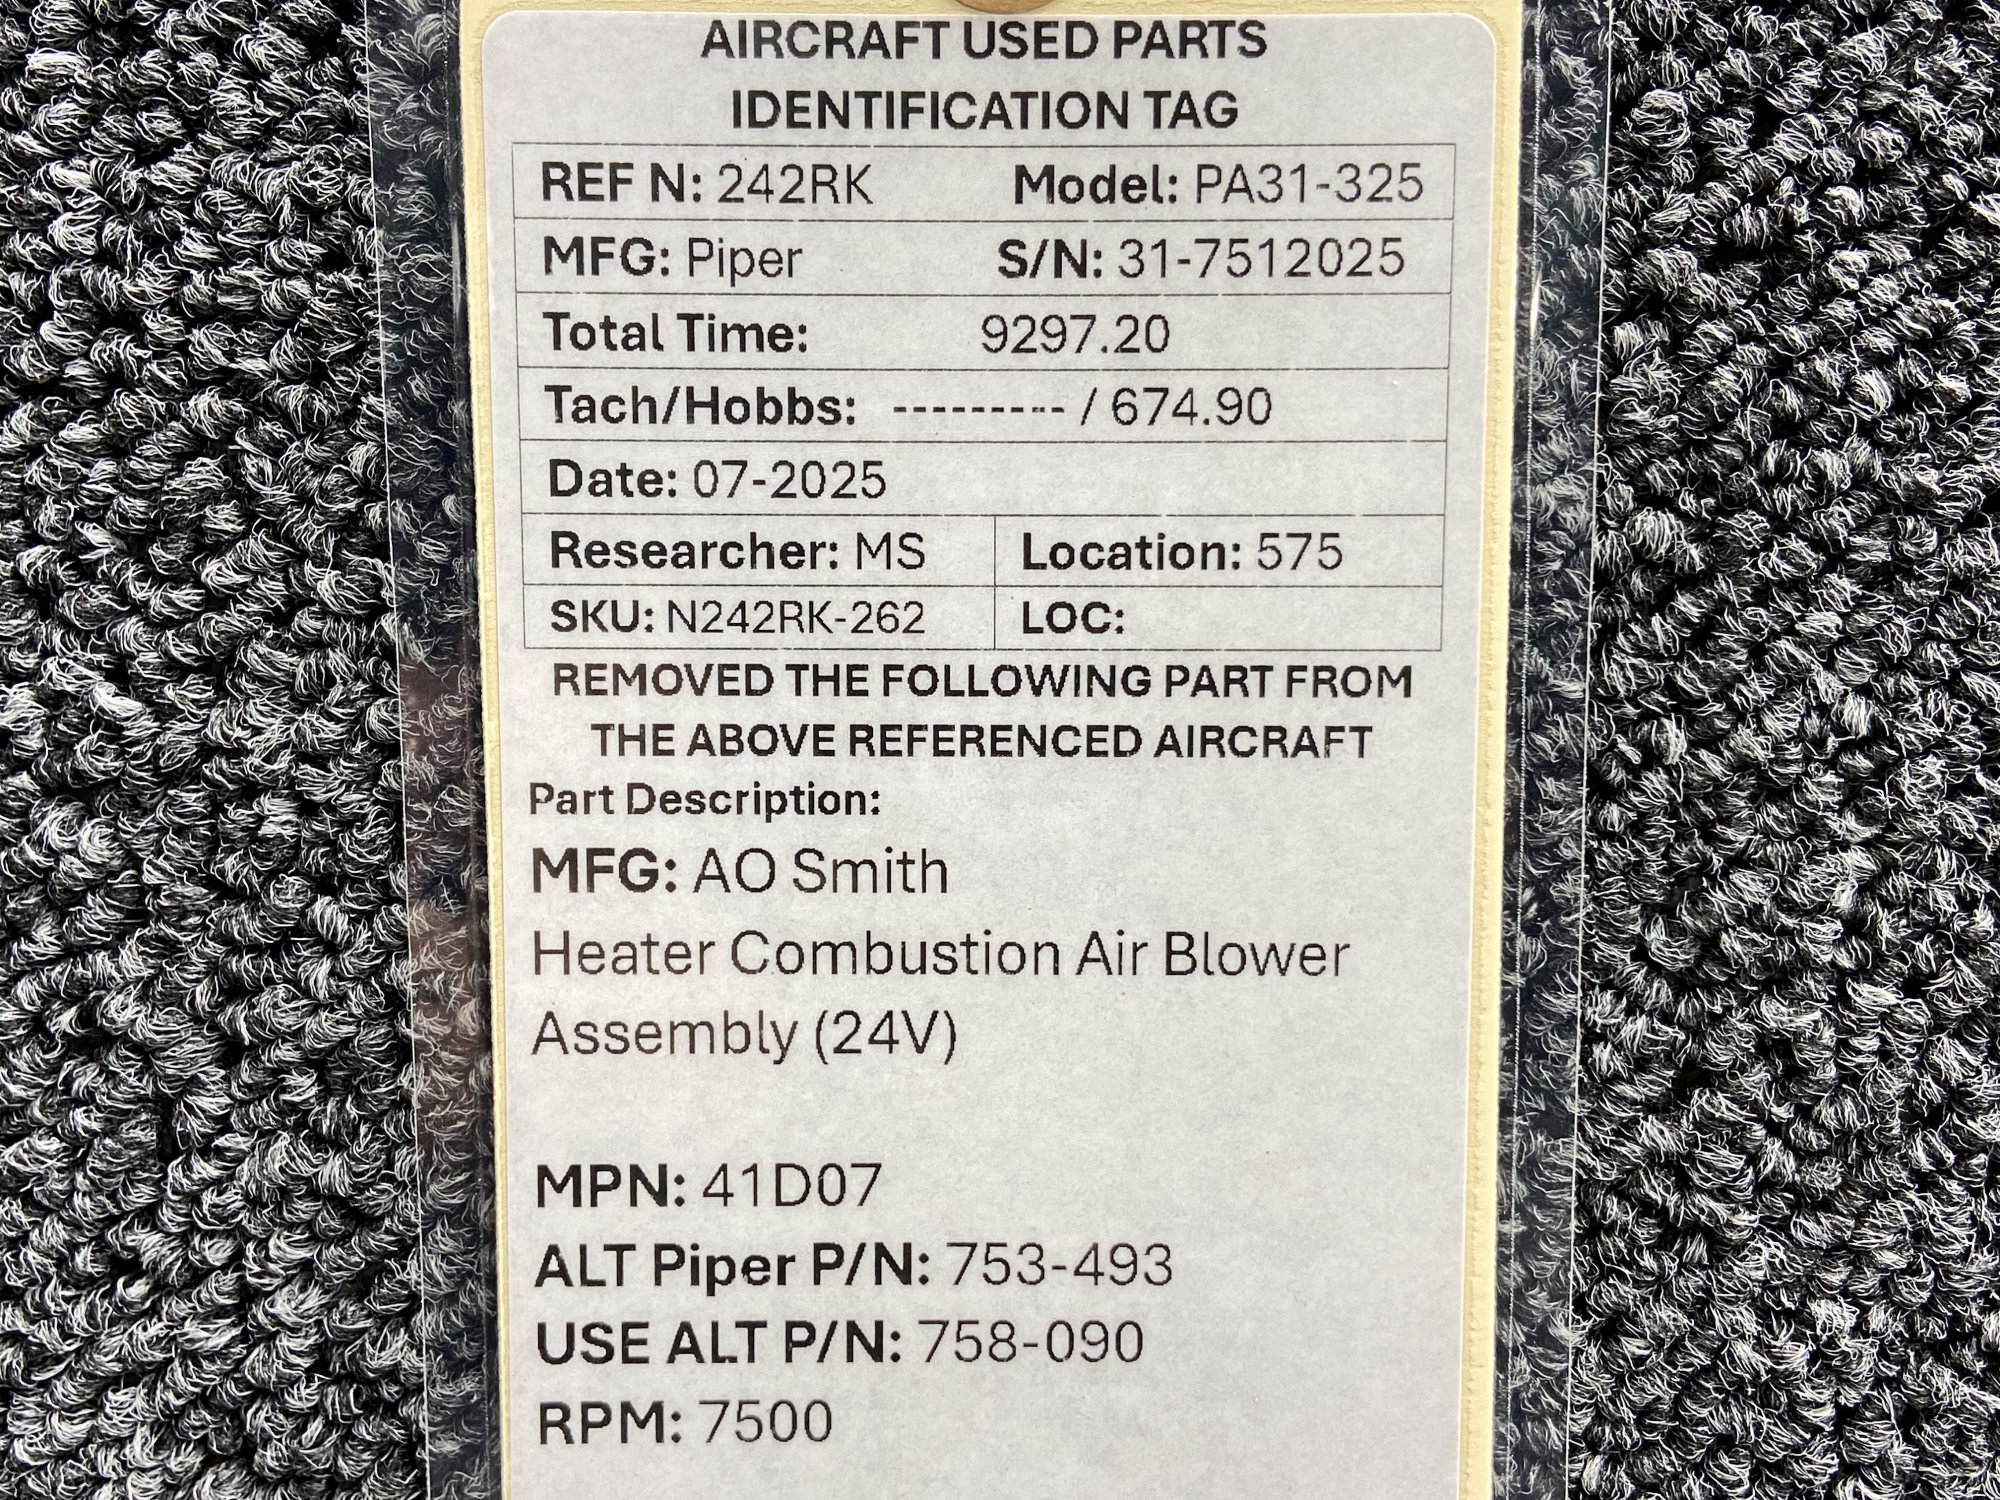 AIRCRAFT USED PARTS
IDENTIFICATION TAG
REF N: 242RK Model: PA31-325
MFG: Piper S/N: 31-7512025
Total Time: 9297.20
Tach/Hobbs: --------- / 674.90
Date: 07-2025
Researcher: MS Location: 575
SKU: N242RK-262 LOC:
REMOVED THE FOLLOWING PART FROM
THE ABOVE REFERENCED AIRCRAFT
Part Description:
MFG: AO Smith
Heater Combustion Air Blower
Assembly (24V)
MPN: 41D07
ALT Piper P/N: 753-493
USE ALT P/N: 758-090
RPM: 7500